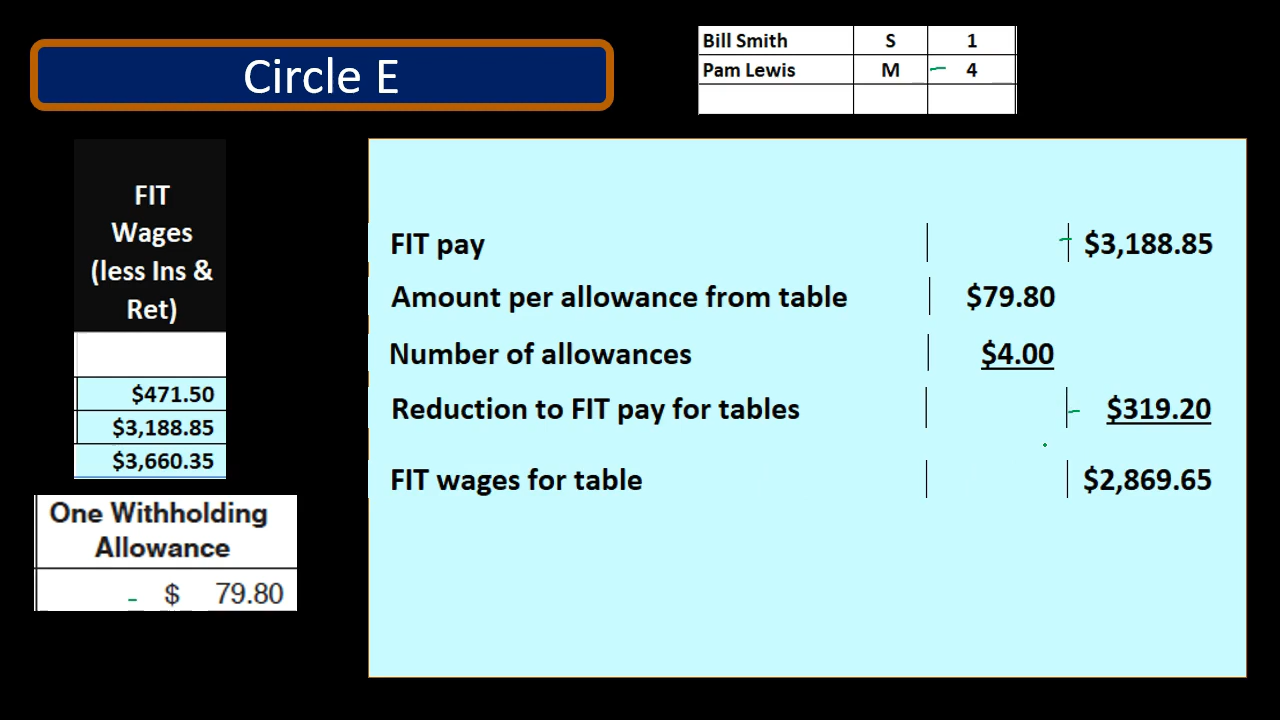 Circle E
Bill Smith S 1
Pam Lewis M 4
FIT
Wages
(less Ins &
Ret)
$471.50
$3,188.85
$3,660.35
One Withholding
Allowance
$ 79.80
FIT pay $3,188.85
Amount per allowance from table $79.80
Number of allowances $4.00
Reduction to FIT pay for tables $319.20
FIT wages for table $2,869.65